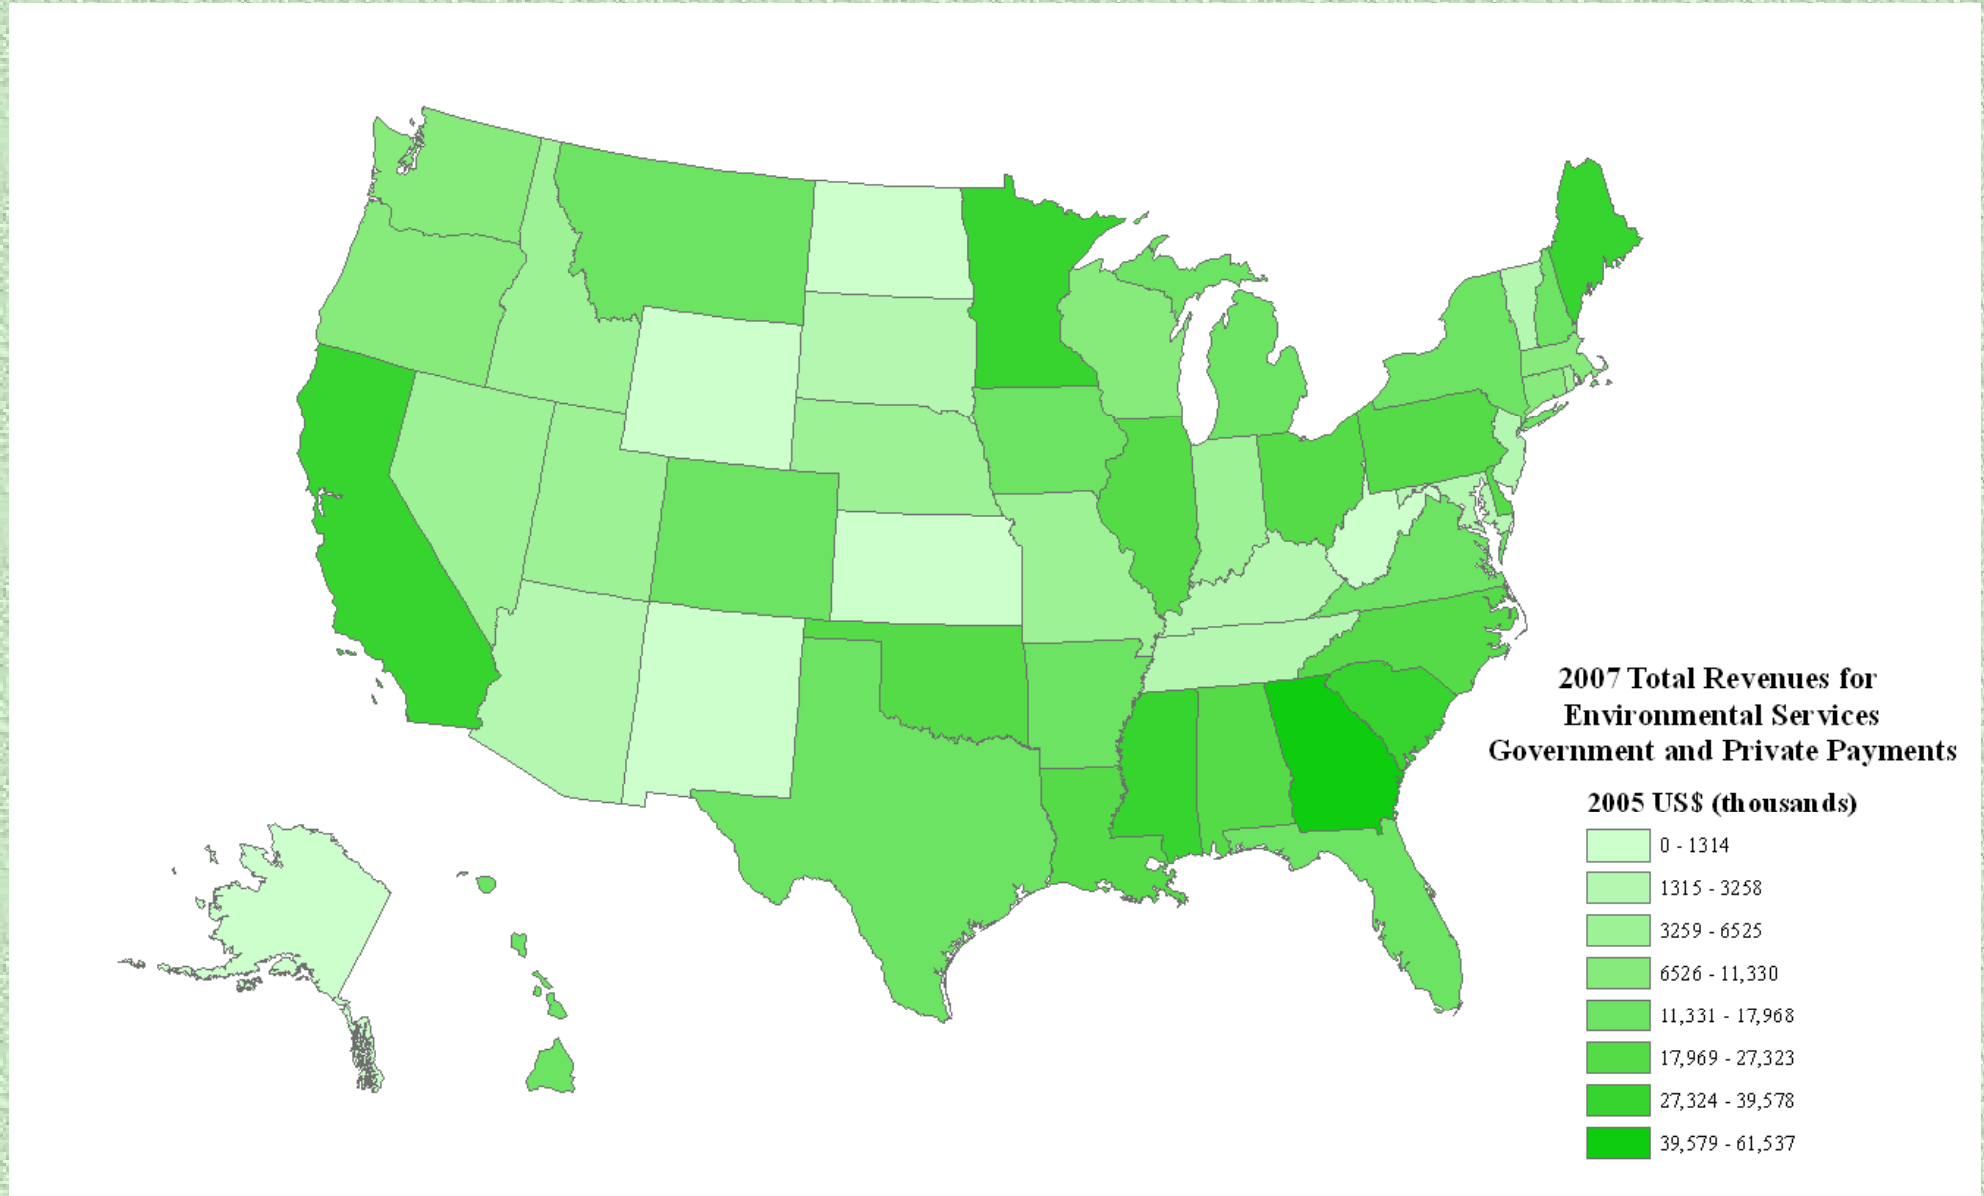 2007 Total Revenues for
Environmental Services
Government and Private Payments
2005 US$ (thousands)
0 - 1314
1315 - 3258
3259 - 6525
6526 - 11,330
11,331 - 17,968
17,969 - 27,323
27,324 - 39,578
39,579 - 61,537